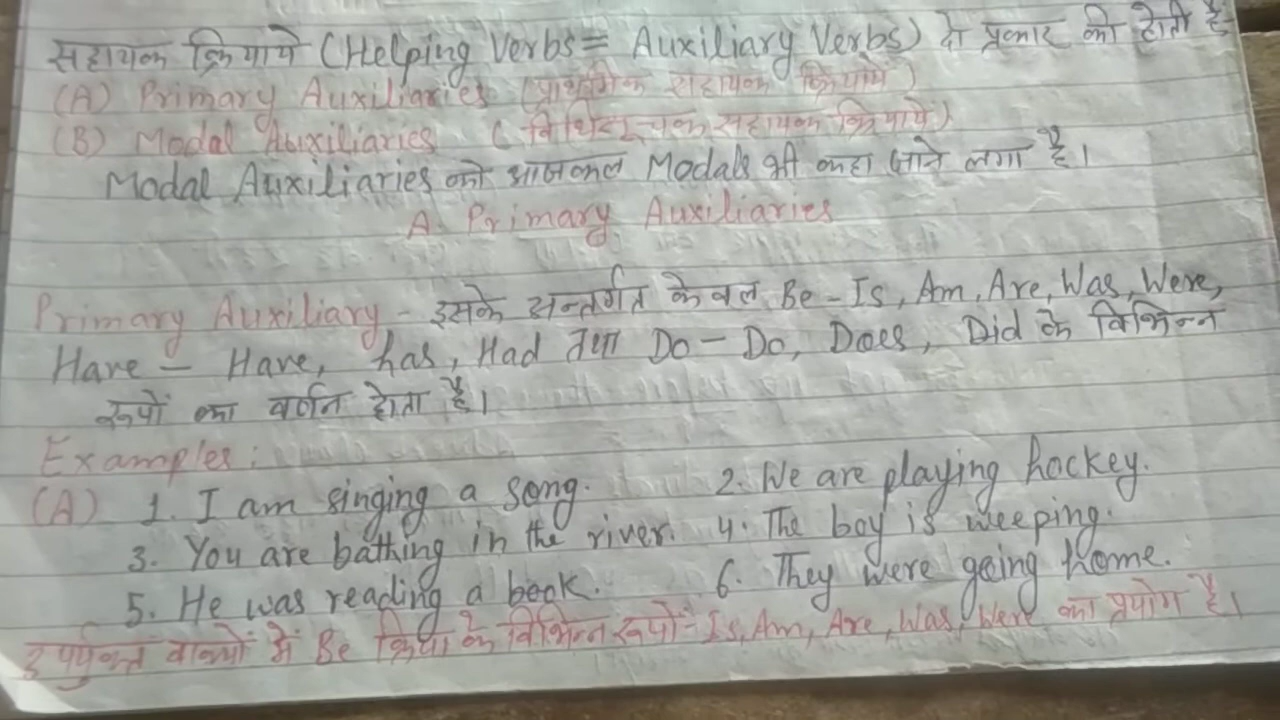 सहायक क्रियाये (Helping Verbs = Auxiliary Verbs) दो प्रकार की होती है
(A) Primary Auxiliaries (प्राथमिक सहायक क्रियाये)
(B) Modal Auxiliaries ( सहायक क्रियाये)
Modal Auxiliaries को आजकल Modals भी कहा जाने लगा है।
A. Primary Auxiliaries
Primary Auxiliary - इसके अन्तर्गत केवल Be - Is, Am, Are, Was, Were,
Have - Have, has, Had तथा Do - Do, Does, Did के विभिन्न
रूपों का वर्णन होता है।
Examples:
(A) 1. I am singing a song. 2. We are playing hockey.
3. You are bathing in the river. 4. The boy is weeping.
5. He was reading a book. 6. They were going home.
उपर्युक्त वाक्यों में Be क्रिया के विभिन्न रूपों - Is, Am, Are, Was, Were का प्रयोग है।